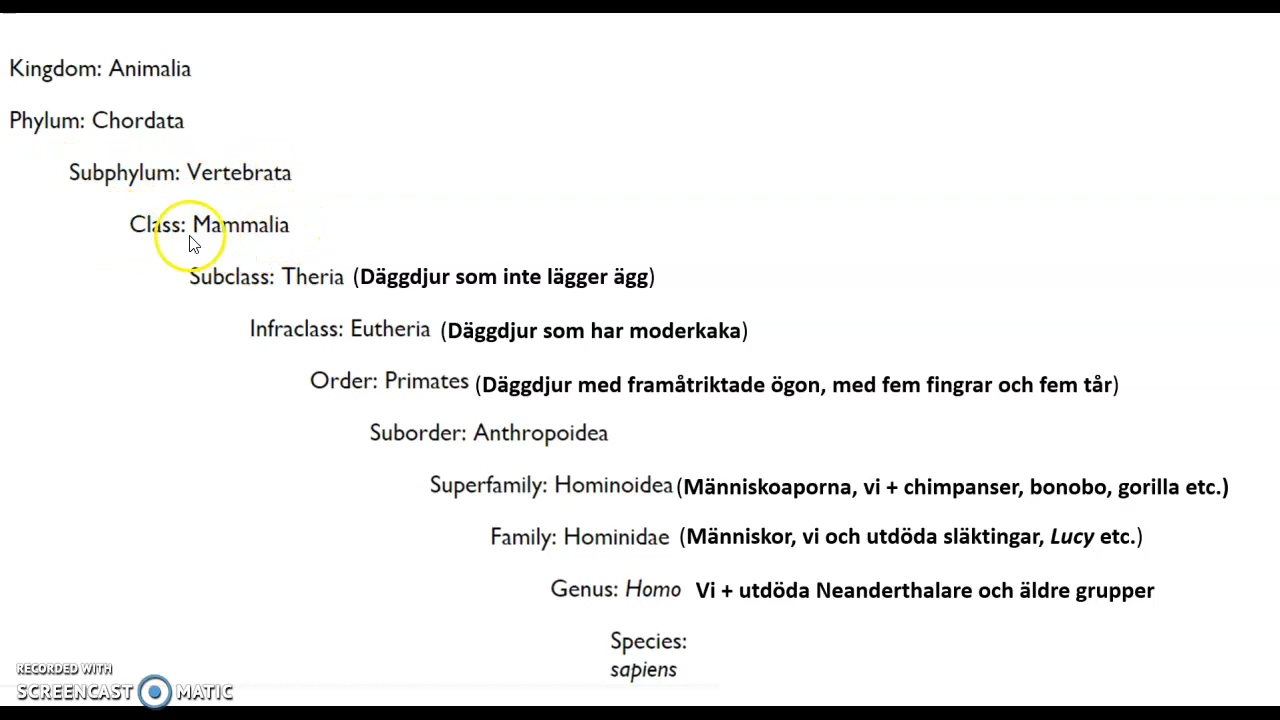 Kingdom: Animalia
Phylum: Chordata
Subphylum: Vertebrata
Class: Mammalia
Subclass: Theria (Däggdjur som inte lägger ägg)
Infraclass: Eutheria (Däggdjur som har moderkaka)
Order: Primates (Däggdjur med framåtriktade ögon, med fem fingrar och fem tår)
Suborder: Anthropoidea
Superfamily: Hominoidea (Människoaporna, vi + chimpanser, bonobo, gorilla etc.)
Family: Hominidae (Människor, vi och utdöda släktingar, Lucy etc.)
Genus: Homo Vi + utdöda Neanderthalare och äldre grupper
Species:
sapiens
RECORDED WITH
SCREENCAST MATIC